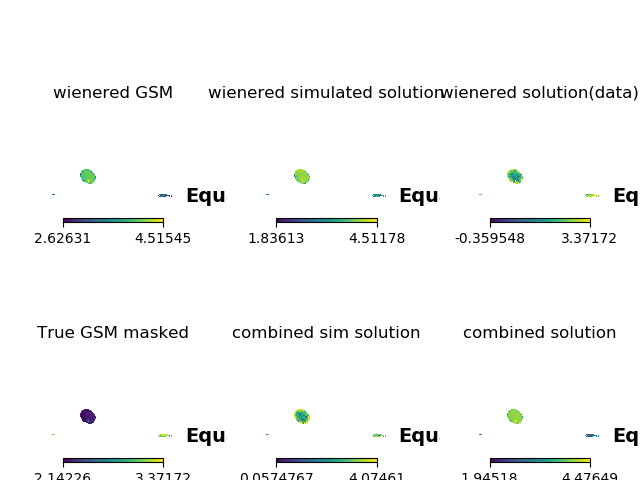 wienered GSM wienered simulated solution wienered solution(data)
Equ Equ Eq
2.62631 4.51545 1.83613 4.51178 -0.359548 3.37172
True GSM masked combined sim solution combined solution
Equ Equ Eq
2.14226 3.37172 0.0574767 4.07461 1.94518 4.47649